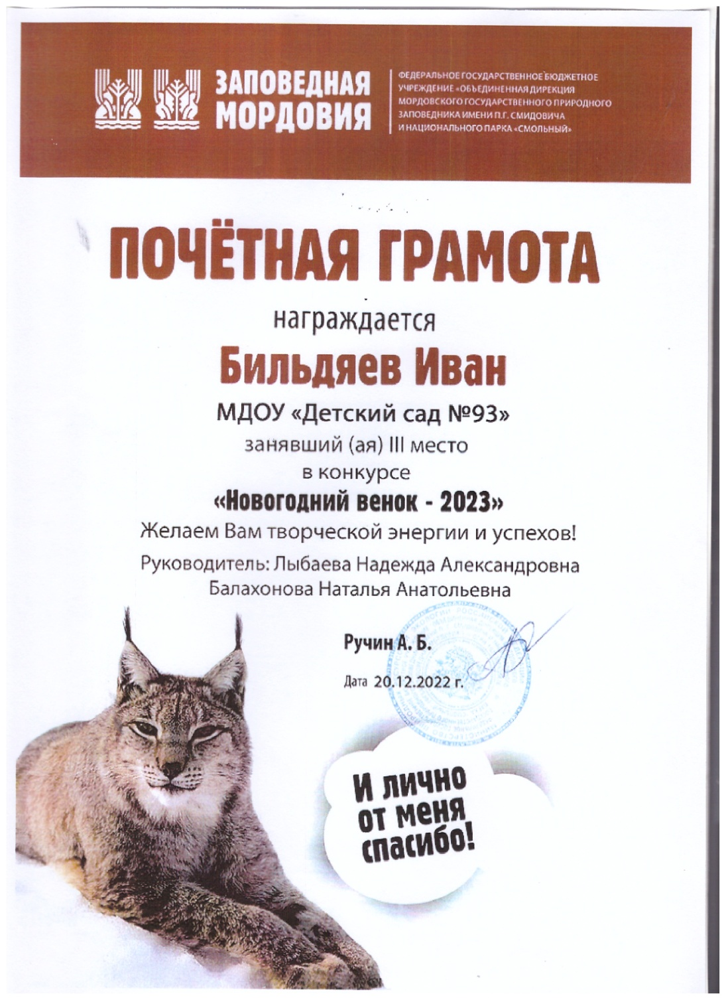 ЗАПОВЕДНАЯ
МОРДОВИЯ
ФЕДЕРАЛЬНОЕ ГОСУДАРСТВЕННОЕ БЮДЖЕТНОЕ
УЧРЕЖДЕНИЕ «ОБЪЕДИНЕННАЯ ДИРЕКЦИЯ
МОРДОВСКОГО ГОСУДАРСТВЕННОГО ПРИРОДНОГО
ЗАПОВЕДНИКА ИМЕНИ П.Г. СМИДОВИЧА
И НАЦИОНАЛЬНОГО ПАРКА «СМОЛЬНЫЙ»
ПОЧЁТНАЯ ГРАМОТА
награждается
Бильдяев Иван
МДОУ «Детский сад №93»
занявший (ая) III место
в конкурсе
«Новогодний венок - 2023»
Желаем Вам творческой энергии и успехов!
Руководитель: Лыбаева Надежда Александровна
Балахонова Наталья Анатольевна
Ручин А. Б.
Дата 20.12.2022 г.
И лично
от меня
спасибо!